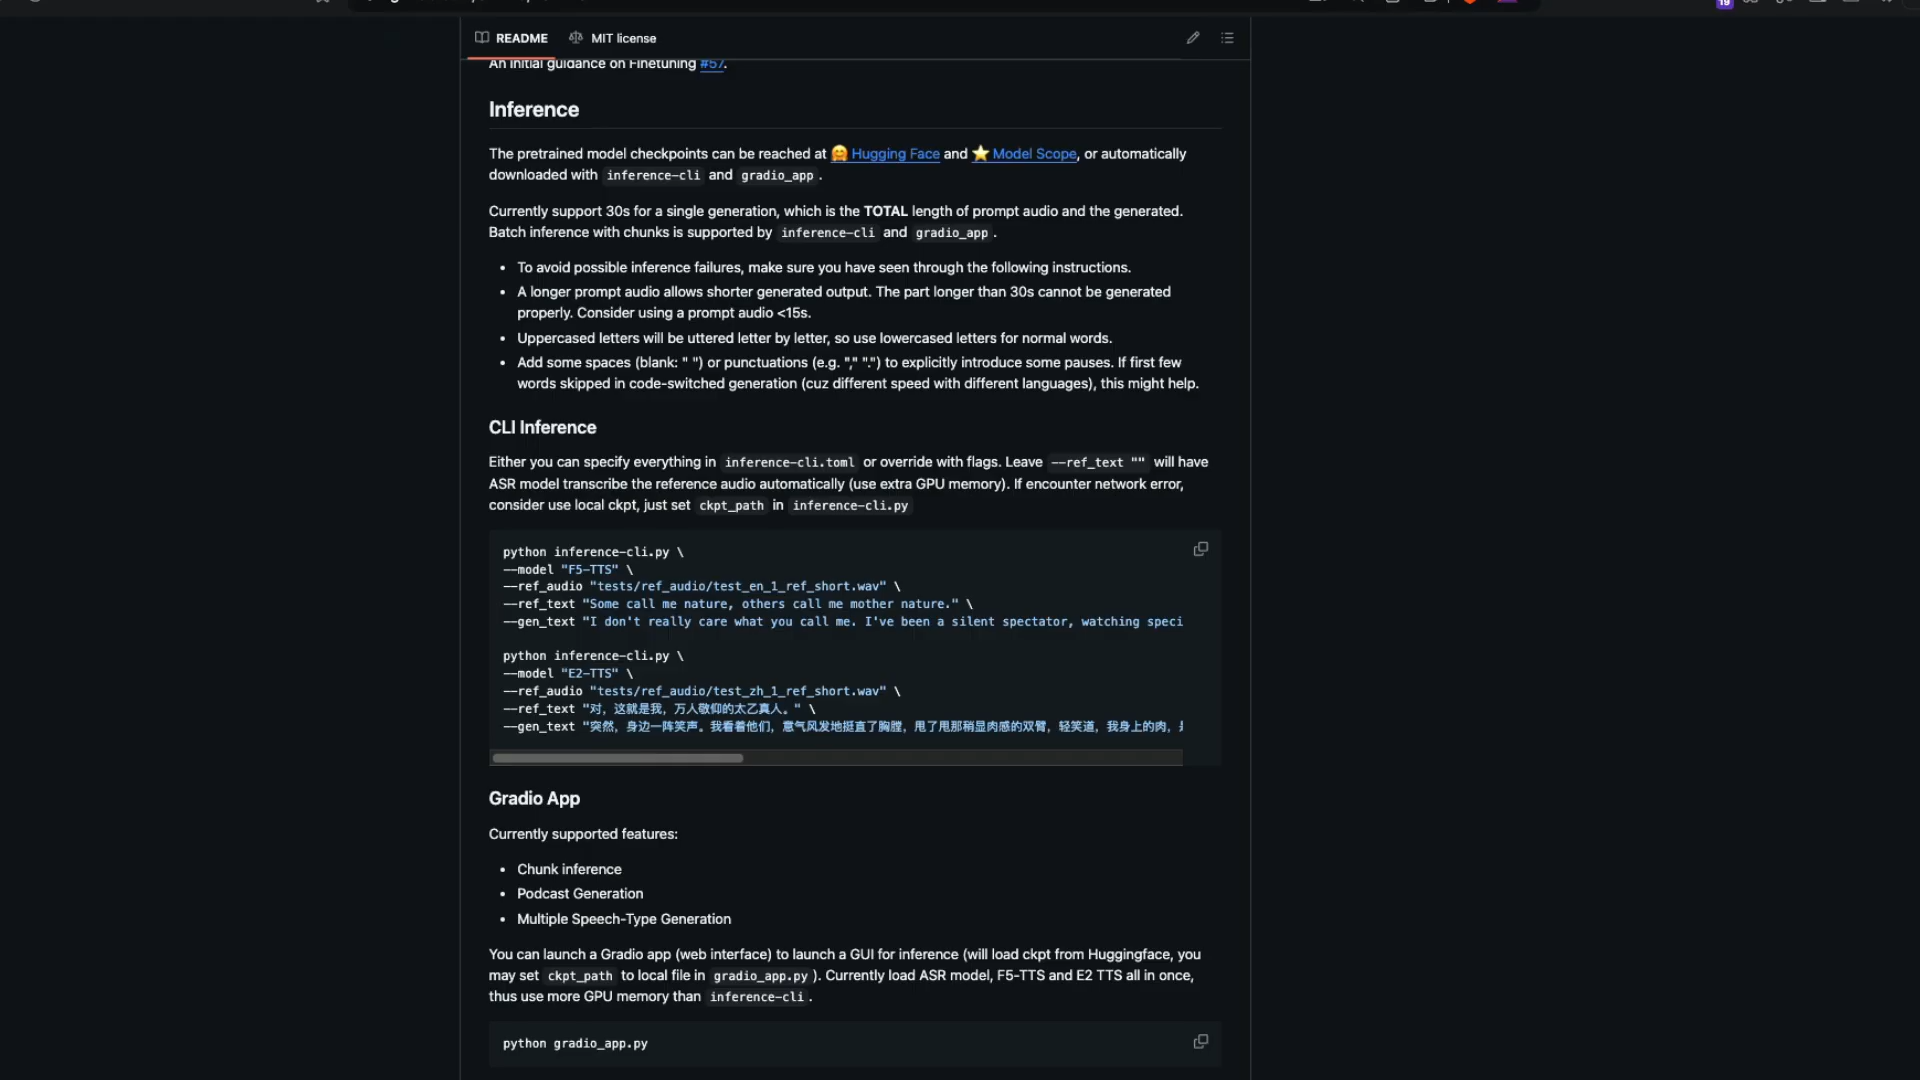 19
README MIT license
An initial guidance on Finetuning #57.
Inference
The pretrained model checkpoints can be reached at 🤗 Hugging Face and ⭐ Model Scope, or automatically
downloaded with inference-cli and gradio_app .
Currently support 30s for a single generation, which is the TOTAL length of prompt audio and the generated.
Batch inference with chunks is supported by inference-cli and gradio_app .
• To avoid possible inference failures, make sure you have seen through the following instructions.
• A longer prompt audio allows shorter generated output. The part longer than 30s cannot be generated
properly. Consider using a prompt audio <15s.
• Uppercased letters will be uttered letter by letter, so use lowercased letters for normal words.
• Add some spaces (blank: " ") or punctuations (e.g. "," ".") to explicitly introduce some pauses. If first few
words skipped in code-switched generation (cuz different speed with different languages), this might help.
CLI Inference
Either you can specify everything in inference-cli.toml or override with flags. Leave --ref_text "" will have
ASR model transcribe the reference audio automatically (use extra GPU memory). If encounter network error,
consider use local ckpt, just set ckpt_path in inference-cli.py
python inference-cli.py \
--model "F5-TTS" \
--ref_audio "tests/ref_audio/test_en_1_ref_short.wav" \
--ref_text "Some call me nature, others call me mother nature." \
--gen_text "I don't really care what you call me. I've been a silent spectator, watching speci
python inference-cli.py \
--model "E2-TTS" \
--ref_audio "tests/ref_audio/test_zh_1_ref_short.wav" \
--ref_text "对，这就是我，万人敬仰的太乙真人。" \
--gen_text "突然，身边一阵笑声。我看着他们，意气风发地挺直了胸膛，甩了甩那稍显肉感的双臂，轻笑道，我身上的肉，
Gradio App
Currently supported features:
• Chunk inference
• Podcast Generation
• Multiple Speech-Type Generation
You can launch a Gradio app (web interface) to launch a GUI for inference (will load ckpt from Huggingface, you
may set ckpt_path to local file in gradio_app.py ). Currently load ASR model, F5-TTS and E2 TTS all in once,
thus use more GPU memory than inference-cli .
python gradio_app.py